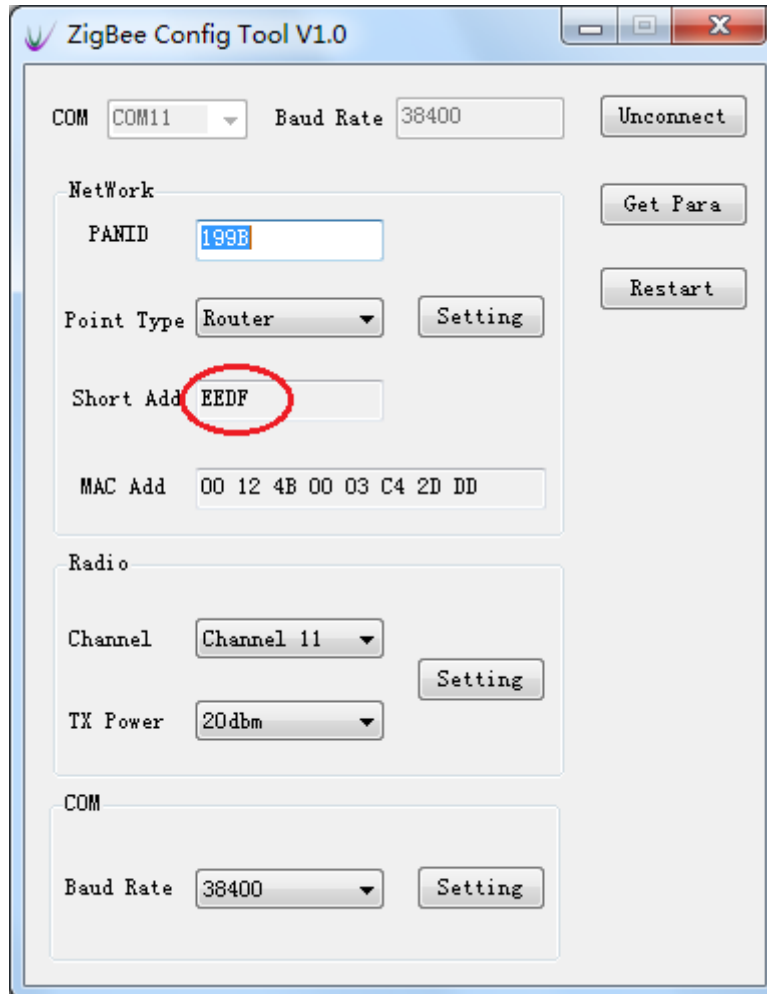 ZigBee Config Tool V1.0
COM COM11 Baud Rate 38400 Unconnect
NetWork
PANID 199B Get Para
Point Type Router Setting Restart
Short Add EEDF
MAC Add 00 12 4B 00 03 C4 2D DD
Radio
Channel Channel 11
Setting
TX Power 20dbm
COM
Baud Rate 38400 Setting